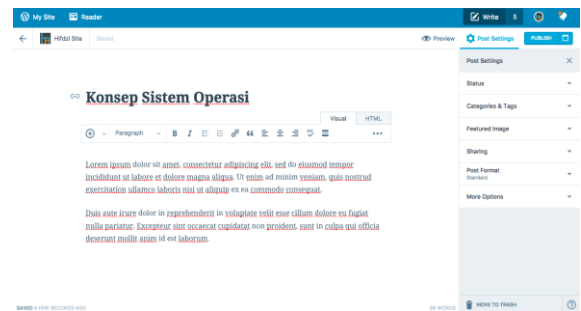 My Site
Reader
Write
5
Hifdzi Site
Saved
Preview
Post Settings
PUBLISH
Konsep Sistem Operasi
Visual
HTML
Paragraph
B
I
Lorem ipsum dolor sit amet, consectetur adipiscing elit, sed do eiusmod tempor
incididunt ut labore et dolore magna aliqua. Ut enim ad minim veniam, quis nostrud
exercitation ullamco laboris nisi ut aliquip ex ea commodo consequat.
Duis aute irure dolor in reprehenderit in voluptate velit esse cillum dolore eu fugiat
nulla pariatur. Excepteur sint occaecat cupidatat non proident, sunt in culpa qui officia
deserunt mollit anim id est laborum.
Post Settings
Status
Categories & Tags
Featured Image
Sharing
Post Format
Standard
More Options
SAVED A FEW SECONDS AGO
69 WORDS
MOVE TO TRASH